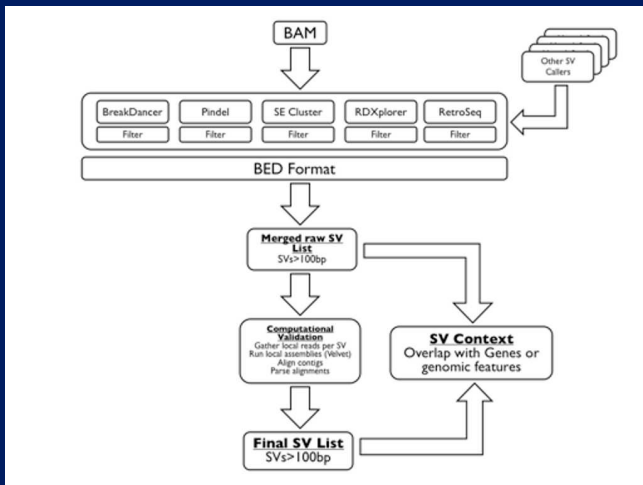 BAM
Other SV
Callers
BreakDancer
Pindel
SE Cluster
RDXplorer
RetroSeq
Filter
Filter
Filter
Filter
Filter
BED Format
Merged raw SV
List
SVs>100bp
Computational
Validation
Gather local reads per SV
Run local assemblies (Velvet)
Align contigs
Parse alignments
SV Context
Overlap with Genes or
genomic features
Final SV List
SVs>100bp